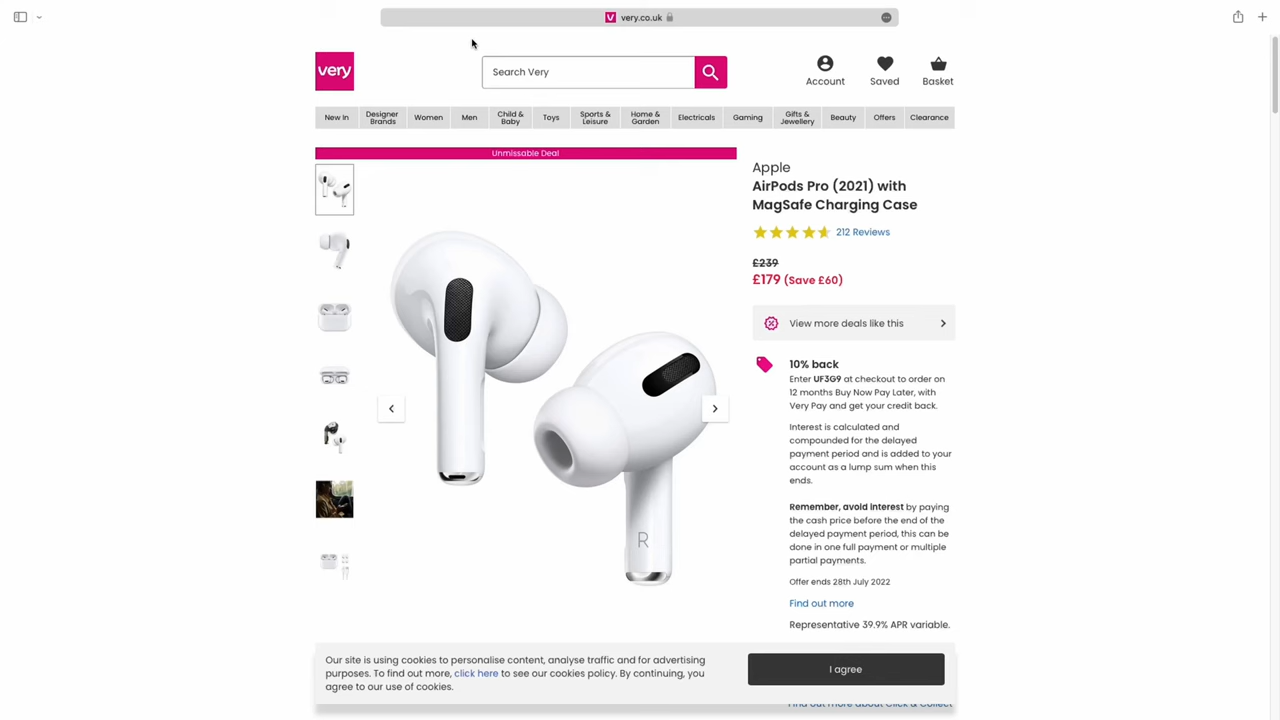 very.co.uk
very
Search Very
Account
Saved
Basket
New In
Designer
Brands
Women
Men
Child &
Baby
Toys
Sports &
Leisure
Home &
Garden
Electricals
Gaming
Gifts &
Jewellery
Beauty
Offers
Clearance
Unmissable Deal
Apple
AirPods Pro (2021) with
MagSafe Charging Case
212 Reviews
£239
£179 (Save £60)
View more deals like this
10% back
Enter UF3G9 at checkout to order on
12 months Buy Now Pay Later, with
Very Pay and get your credit back.
Interest is calculated and
compounded for the delayed
payment period and is added to your
account as a lump sum when this
ends.
Remember, avoid interest by paying
the cash price before the end of the
delayed payment period, this can be
done in one full payment or multiple
partial payments.
Offer ends 28th July 2022
Find out more
Representative 39.9% APR variable.
R
Our site is using cookies to personalise content, analyse traffic and for advertising
purposes. To find out more, click here to see our cookies policy. By continuing, you
agree to our use of cookies.
I agree
Find out more about Click & Collect